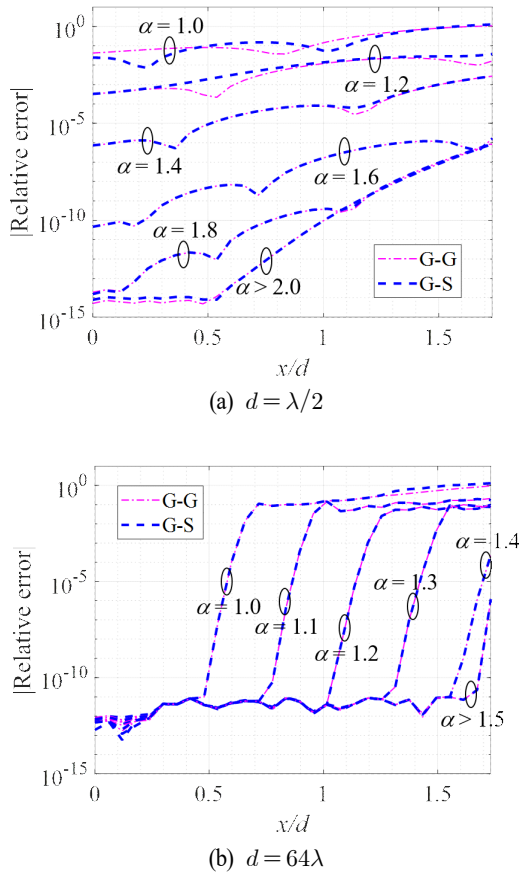 10^0
α = 1.0
α = 1.2
10^-5
α = 1.4
α = 1.6
|Relative error|
10^-10
α = 1.8
α > 2.0
G-G
G-S
10^-15
0 0.5 1 1.5
x/d
(a) d = λ/2
10^0
G-G
G-S
α = 1.4
10^-5
α = 1.0
α = 1.1
α = 1.2
α = 1.3
|Relative error|
10^-10
α > 1.5
10^-15
0 0.5 1 1.5
x/d
(b) d = 64λ